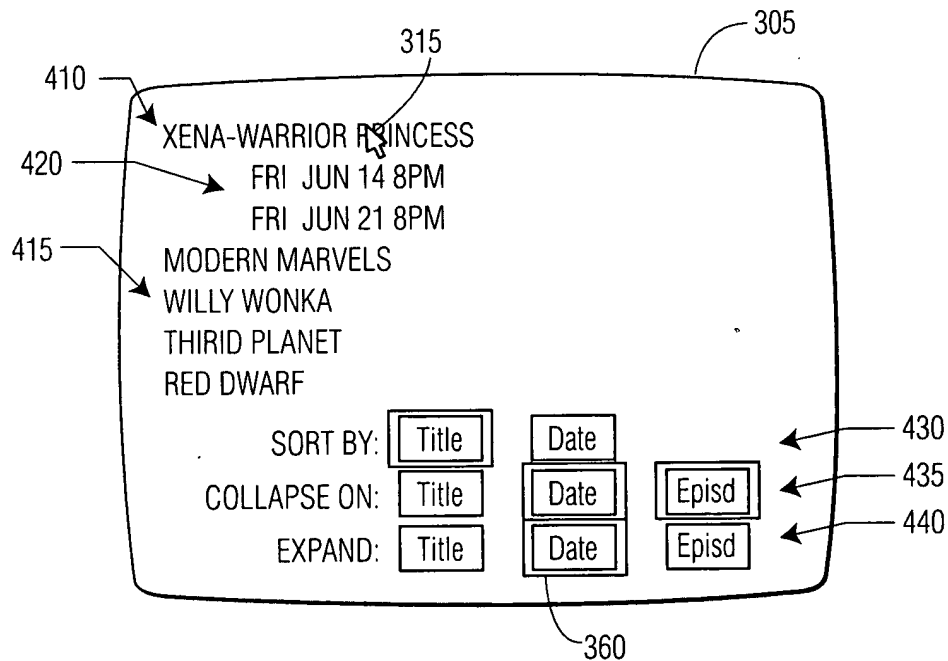 305
315
410
XENA-WARRIOR PRINCESS
420
FRI JUN 14 8PM
FRI JUN 21 8PM
415
MODERN MARVELS
WILLY WONKA
THIRID PLANET
RED DWARF
SORT BY: Title Date 430
COLLAPSE ON: Title Date Episd 435
EXPAND: Title Date Episd 440
360